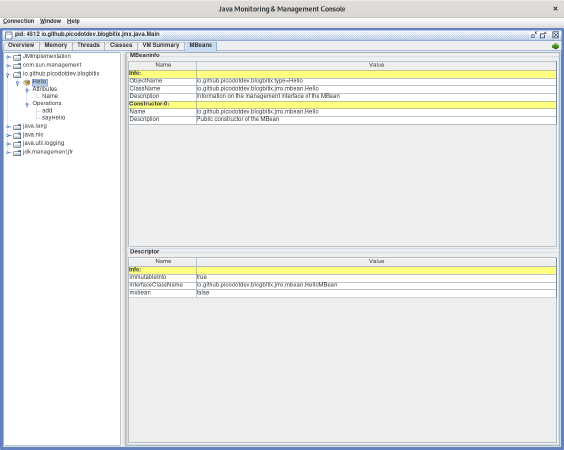 Java Monitoring & Management Console
Connection Window Help
pid: 4812 io.github.picodotdev.blogbitix.jmx.java.Main
Overview Memory Threads Classes VM Summary MBeans
JMImplementation
com.sun.management
io.github.picodotdev.blogbitix
Hello
Attributes
Name
Operations
add
sayHello
java.lang
java.nio
java.util.logging
jdk.management.jfr
MBeanInfo
Name Value
Info:
ObjectName io.github.picodotdev.blogbitix:type=Hello
ClassName io.github.picodotdev.blogbitix.jmx.mbean.Hello
Description Information on the management interface of the MBean
Constructor-0:
Name io.github.picodotdev.blogbitix.jmx.mbean.Hello
Description Public constructor of the MBean
Descriptor
Name Value
Info:
immutableInfo true
interfaceClassName io.github.picodotdev.blogbitix.jmx.mbean.HelloMBean
mxbean false